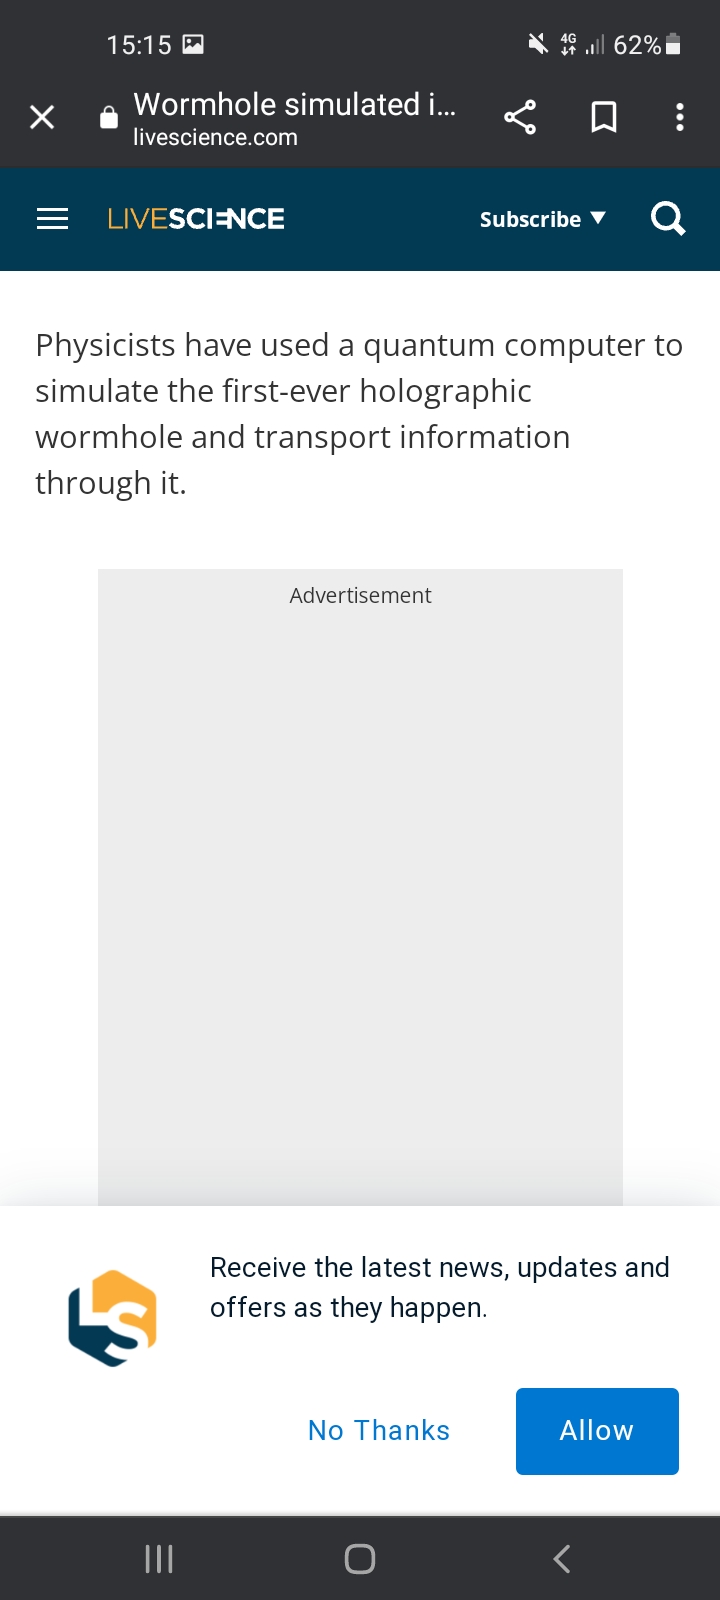 15:15
4G 62%
Wormhole simulated i...
livescience.com
LIVESCIENCE
Subscribe
Physicists have used a quantum computer to
simulate the first-ever holographic
wormhole and transport information
through it.
Advertisement
Receive the latest news, updates and
offers as they happen.
LS
No Thanks
Allow